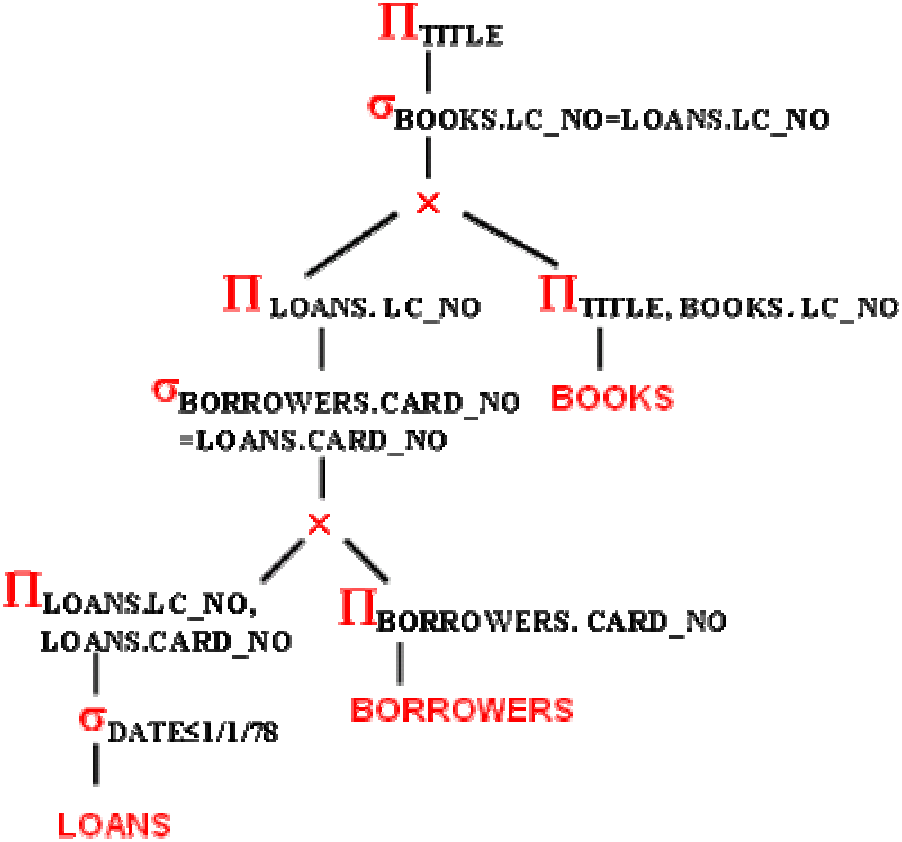 Π TITLE
σ BOOKS.LC_NO=LOANS.LC_NO
×
Π LOANS.LC_NO
Π TITLE, BOOKS.LC_NO
σ BORROWERS.CARD_NO
=LOANS.CARD_NO
BOOKS
×
Π LOANS.LC_NO,
LOANS.CARD_NO
Π BORROWERS.CARD_NO
σ DATE≤1/1/78
BORROWERS
LOANS